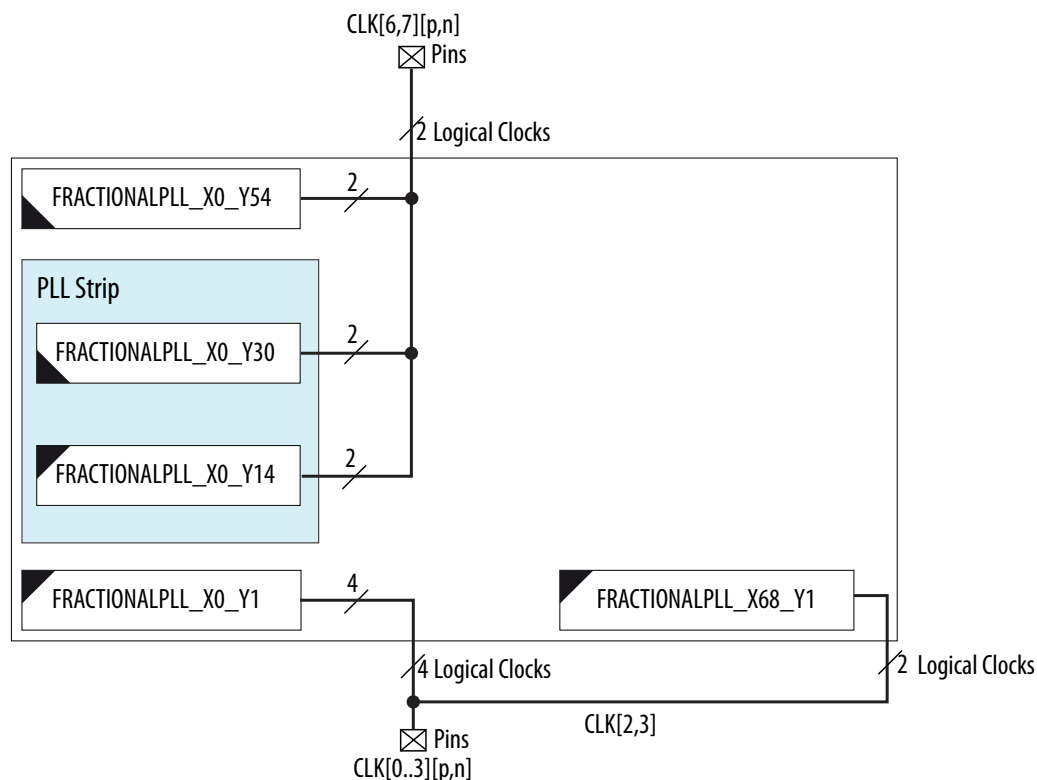 CLK[6,7][p,n]
Pins
2 Logical Clocks
FRACTIONALPLL_X0_Y54
2
PLL Strip
FRACTIONALPLL_X0_Y30
2
FRACTIONALPLL_X0_Y14
2
FRACTIONALPLL_X0_Y1
4
FRACTIONALPLL_X68_Y1
4 Logical Clocks
2 Logical Clocks
CLK[2,3]
Pins
CLK[0..3][p,n]